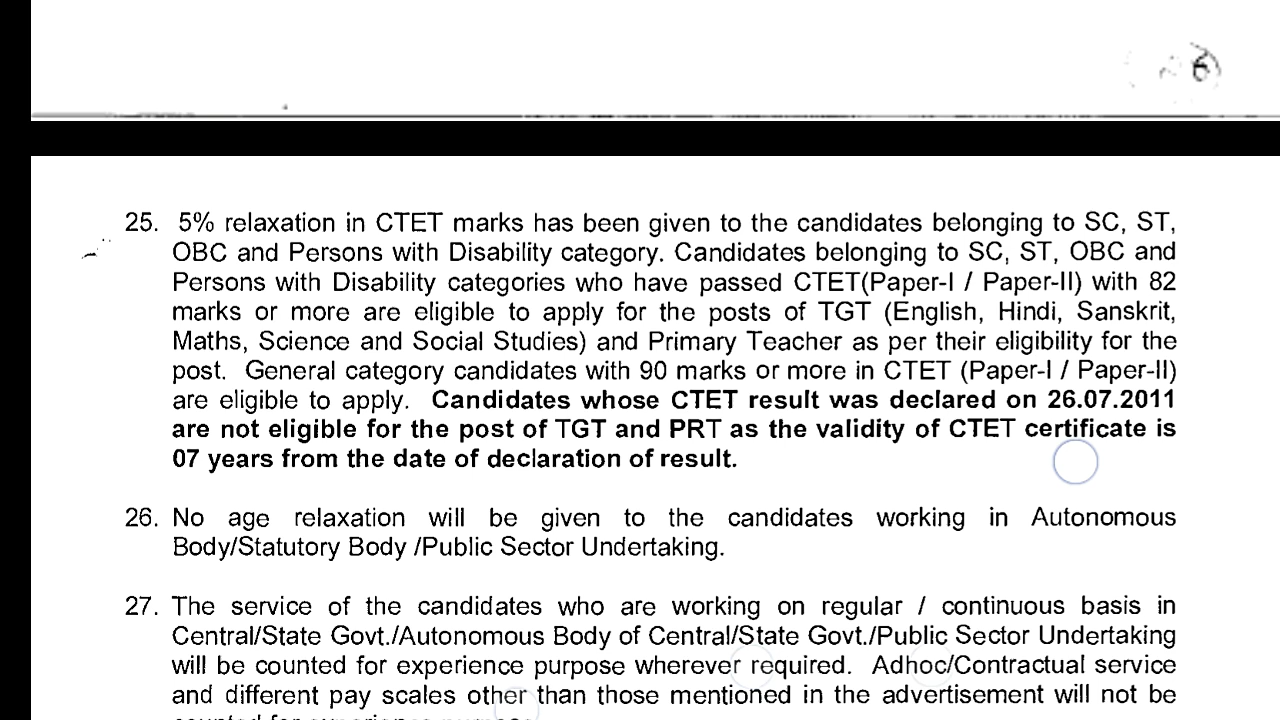 6
25. 5% relaxation in CTET marks has been given to the candidates belonging to SC, ST,
OBC and Persons with Disability category. Candidates belonging to SC, ST, OBC and
Persons with Disability categories who have passed CTET(Paper-I / Paper-II) with 82
marks or more are eligible to apply for the posts of TGT (English, Hindi, Sanskrit,
Maths, Science and Social Studies) and Primary Teacher as per their eligibility for the
post. General category candidates with 90 marks or more in CTET (Paper-I / Paper-II)
are eligible to apply. Candidates whose CTET result was declared on 26.07.2011
are not eligible for the post of TGT and PRT as the validity of CTET certificate is
07 years from the date of declaration of result.
26. No age relaxation will be given to the candidates working in Autonomous
Body/Statutory Body /Public Sector Undertaking.
27. The service of the candidates who are working on regular / continuous basis in
Central/State Govt./Autonomous Body of Central/State Govt./Public Sector Undertaking
will be counted for experience purpose wherever required. Adhoc/Contractual service
and different pay scales other than those mentioned in the advertisement will not be